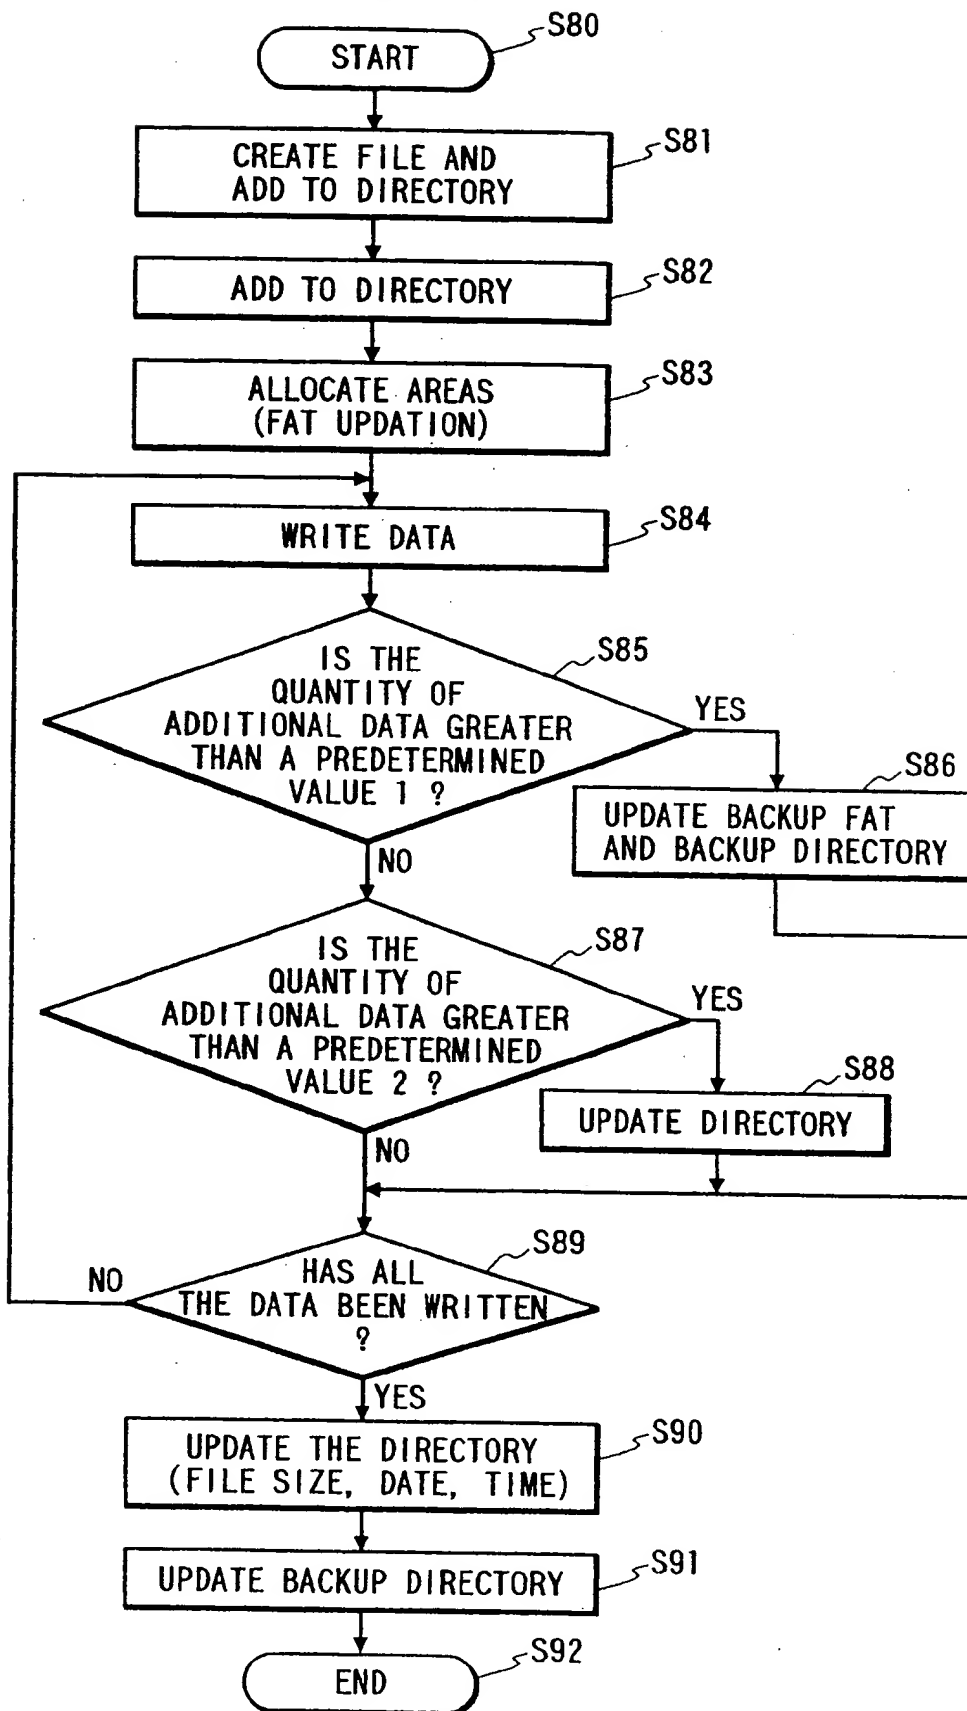 START
S80
CREATE FILE AND
ADD TO DIRECTORY
S81
ADD TO DIRECTORY
S82
ALLOCATE AREAS
(FAT UPDATION)
S83
WRITE DATA
S84
IS THE
QUANTITY OF
ADDITIONAL DATA GREATER
THAN A PREDETERMINED
VALUE 1 ?
S85
YES
NO
S86
UPDATE BACKUP FAT
AND BACKUP DIRECTORY
IS THE
QUANTITY OF
ADDITIONAL DATA GREATER
THAN A PREDETERMINED
VALUE 2 ?
S87
YES
NO
S88
UPDATE DIRECTORY
HAS ALL
THE DATA BEEN WRITTEN
?
S89
NO
YES
UPDATE THE DIRECTORY
(FILE SIZE, DATE, TIME)
S90
UPDATE BACKUP DIRECTORY
S91
END
S92